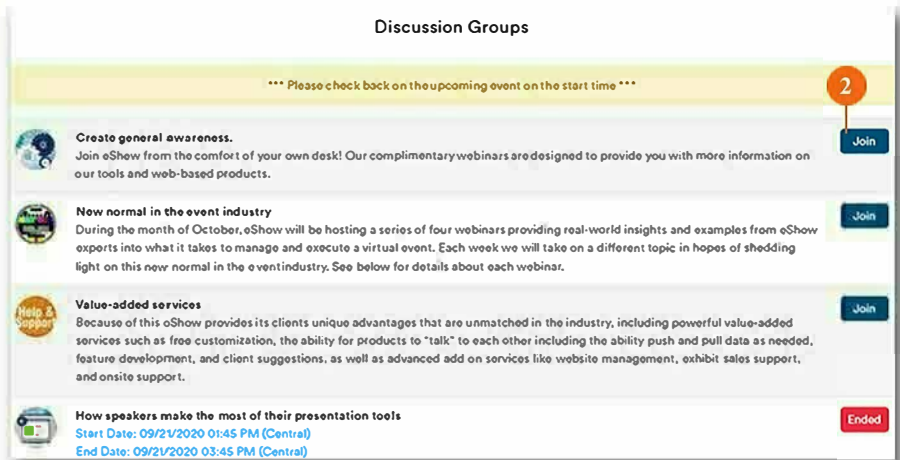 Discussion Groups
*** Please check back on the upcoming event on the start time ***
2
Create general awareness.
Join
Join eShow from the comfort of your own desk! Our complimentary webinars are designed to provide you with more information on
our tools and web-based products.
New normal in the event industry
Join
During the month of October, eShow will be hosting a series of four webinars providing real-world insights and examples from eShow
experts into what it takes to manage and execute a virtual event. Each week we will take on a different topic in hopes of shedding
light on this new normal in the event industry. See below for details about each webinar.
Help &
Support
Value-added services
Join
Because of this eShow provides its clients unique advantages that are unmatched in the industry, including powerful value-added
services such as free customization, the ability for products to "talk" to each other including the ability push and pull data as needed,
feature development, and client suggestions, as well as advanced add on services like website management, exhibit sales support,
and onsite support.
How speakers make the most of their presentation tools
Ended
Start Date: 09/21/2020 01:45 PM (Central)
End Date: 09/21/2020 03:45 PM (Central)